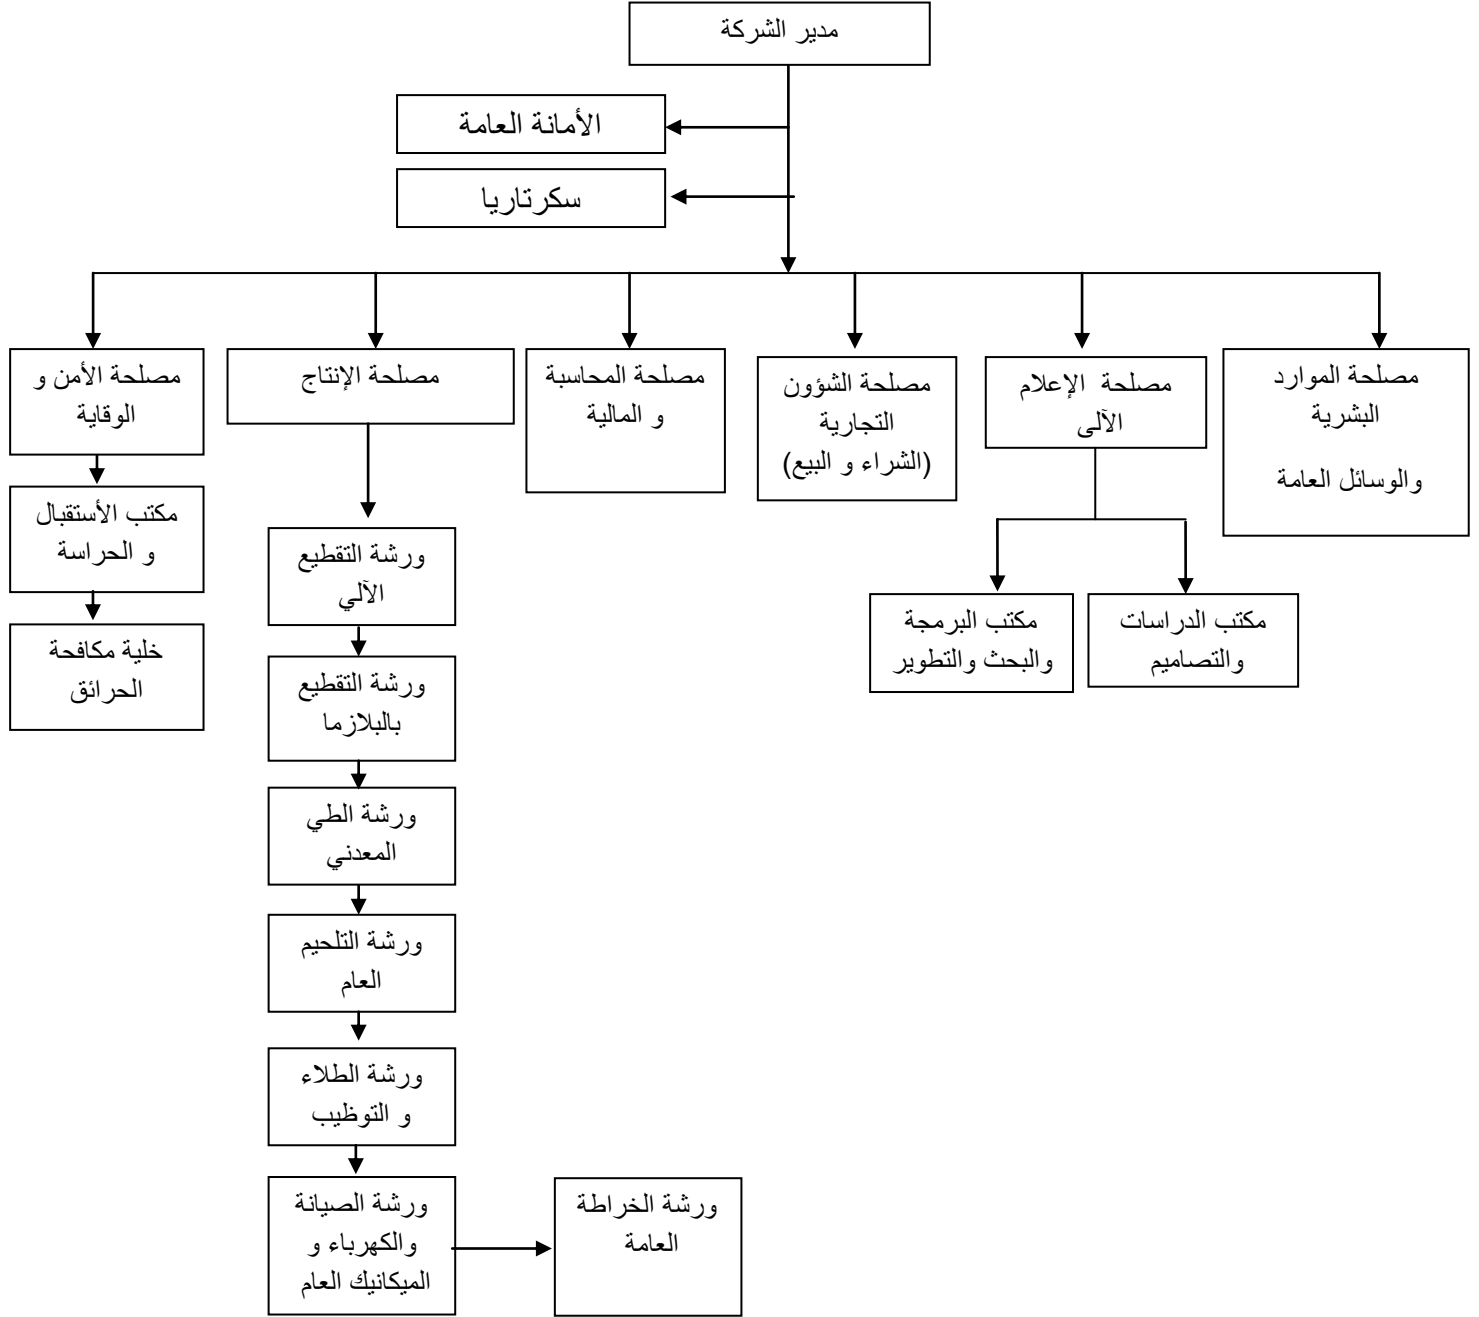 مدير الشركة
الأمانة العامة
سكرتاريا
مصلحة الموارد
البشرية
والوسائل العامة
مصلحة الإعلام
الآلى
مصلحة الشؤون
التجارية
(الشراء و البيع)
مصلحة المحاسبة
و المالية
مصلحة الإنتاج
مصلحة الأمن و
الوقاية
مكتب الدراسات
والتصاميم
مكتب البرمجة
والبحث والتطوير
مكتب الأستقبال
و الحراسة
خلية مكافحة
الحرائق
ورشة التقطيع
الآلي
ورشة التقطيع
بالبلازما
ورشة الطي
المعدني
ورشة التلحيم
العام
ورشة الطلاء
و التوظيب
ورشة الصيانة
والكهرباء و
الميكانيك العام
ورشة الخراطة
العامة